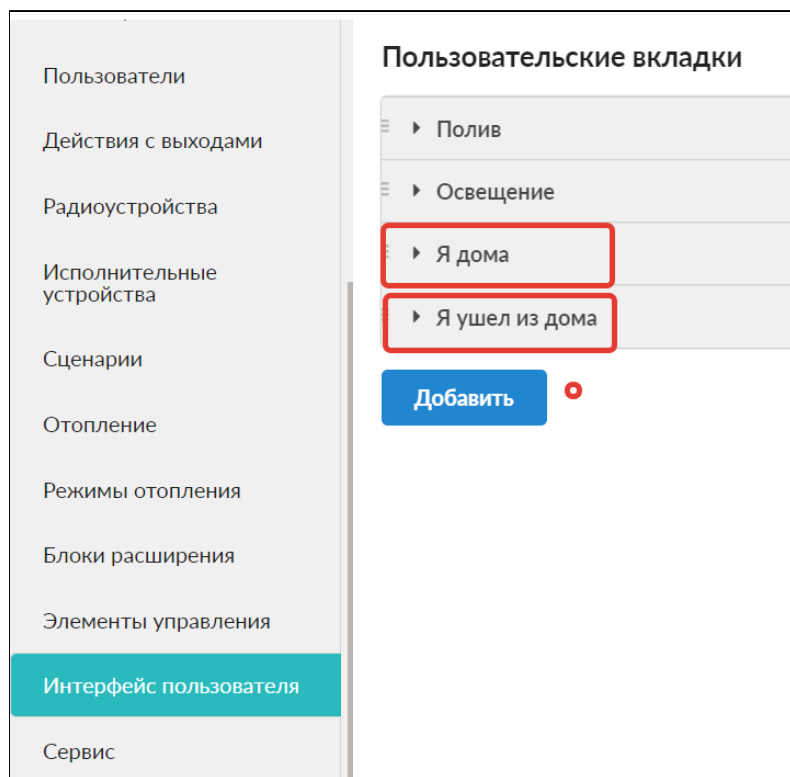 Пользователи
Действия с выходами
Радиоустройства
Исполнительные
устройства
Сценарии
Отопление
Режимы отопления
Блоки расширения
Элементы управления
Интерфейс пользователя
Сервис
Пользовательские вкладки
Полив
Освещение
Я дома
Я ушел из дома
Добавить